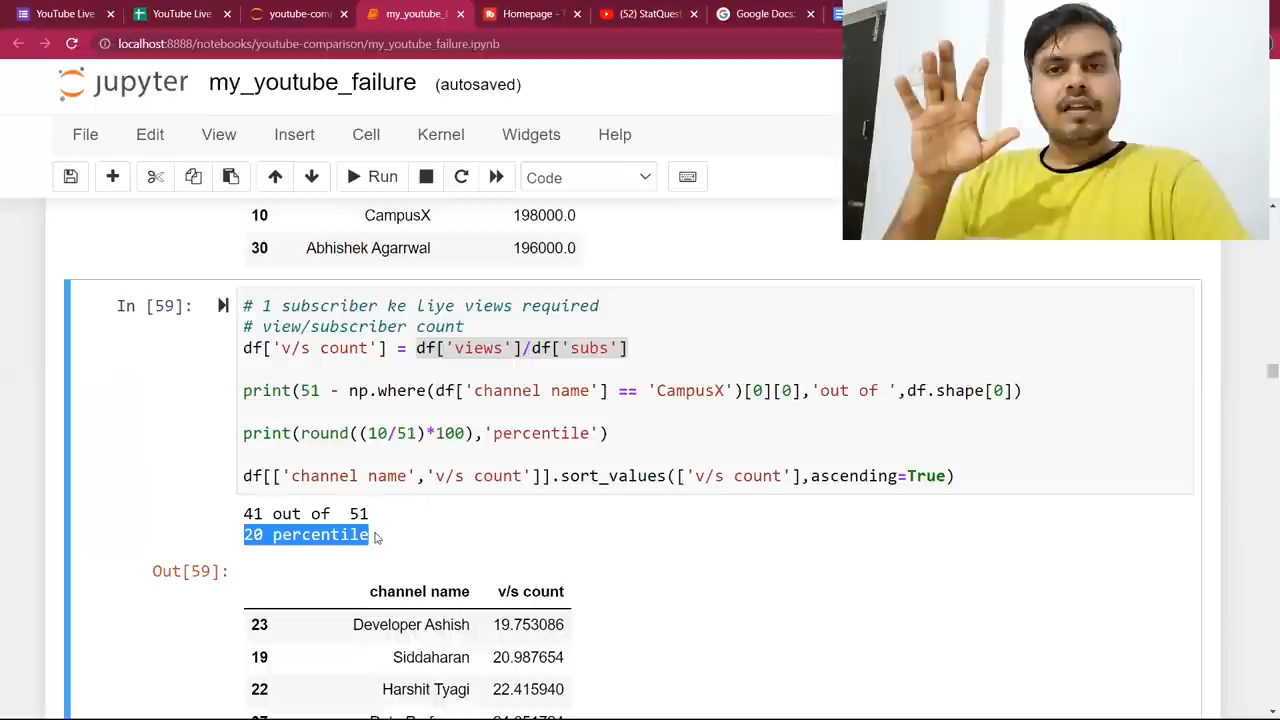 YouTube Live
YouTube Live
youtube-com
my_youtube_
Homepage - T
(52) StatQues
Google Docs:
localhost:8888/notebooks/youtube-comparison/my_youtube_failure.ipynb
jupyter my_youtube_failure (autosaved)
File Edit View Insert Cell Kernel Widgets Help
Run Code
10 CampusX 198000.0
30 Abhishek Agarrwal 196000.0
In [59]: # 1 subscriber ke liye views required
# view/subscriber count
df['v/s count'] = df['views']/df['subs']
print(51 - np.where(df['channel name'] == 'CampusX')[0][0],'out of ',df.shape[0])
print(round((10/51)*100),'percentile')
df[['channel name','v/s count']].sort_values(['v/s count'],ascending=True)
41 out of  51
20 percentile
Out[59]:
channel name v/s count
23 Developer Ashish 19.753086
19 Siddaharan 20.987654
22 Harshit Tyagi 22.415940